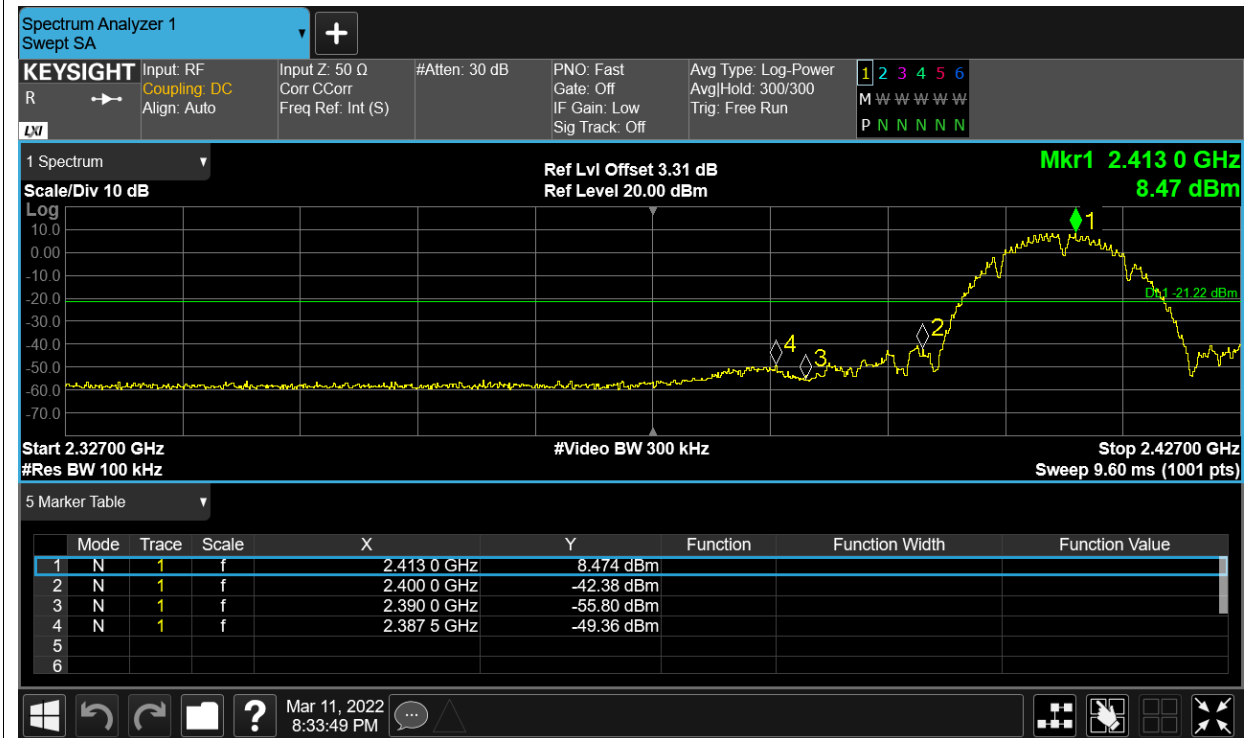 Spectrum Analyzer 1
Swept SA
+
KEYSIGHT
R
LXI
Input: RF
Coupling: DC
Align: Auto
Input Z: 50 Ω
Corr CCorr
Freq Ref: Int (S)
#Atten: 30 dB
PNO: Fast
Gate: Off
IF Gain: Low
Sig Track: Off
Avg Type: Log-Power
Avg|Hold: 300/300
Trig: Free Run
1 2 3 4 5 6
M W W W W W
P N N N N N
1 Spectrum
Scale/Div 10 dB
Ref Lvl Offset 3.31 dB
Ref Level 20.00 dBm
Mkr1 2.413 0 GHz
8.47 dBm
Log
10.0
0.00
-10.0
-20.0
-30.0
-40.0
-50.0
-60.0
-70.0
1
2
3
4
-21.22 dBm
Start 2.32700 GHz
#Res BW 100 kHz
#Video BW 300 kHz
Stop 2.42700 GHz
Sweep 9.60 ms (1001 pts)
5 Marker Table
Mode Trace Scale X Y Function Function Width Function Value
1 N 1 f 2.413 0 GHz 8.474 dBm
2 N 1 f 2.400 0 GHz -42.38 dBm
3 N 1 f 2.390 0 GHz -55.80 dBm
4 N 1 f 2.387 5 GHz -49.36 dBm
5
6
?
Mar 11, 2022
8:33:49 PM